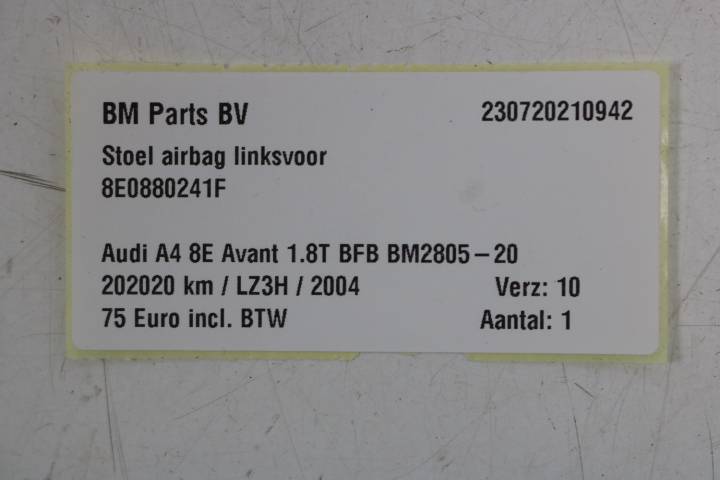 BM Parts BV 230720210942
Stoel airbag linksvoor
8E0880241F
Audi A4 8E Avant 1.8T BFB BM2805-20
202020 km / LZ3H / 2004 Verz: 10
75 Euro incl. BTW Aantal: 1